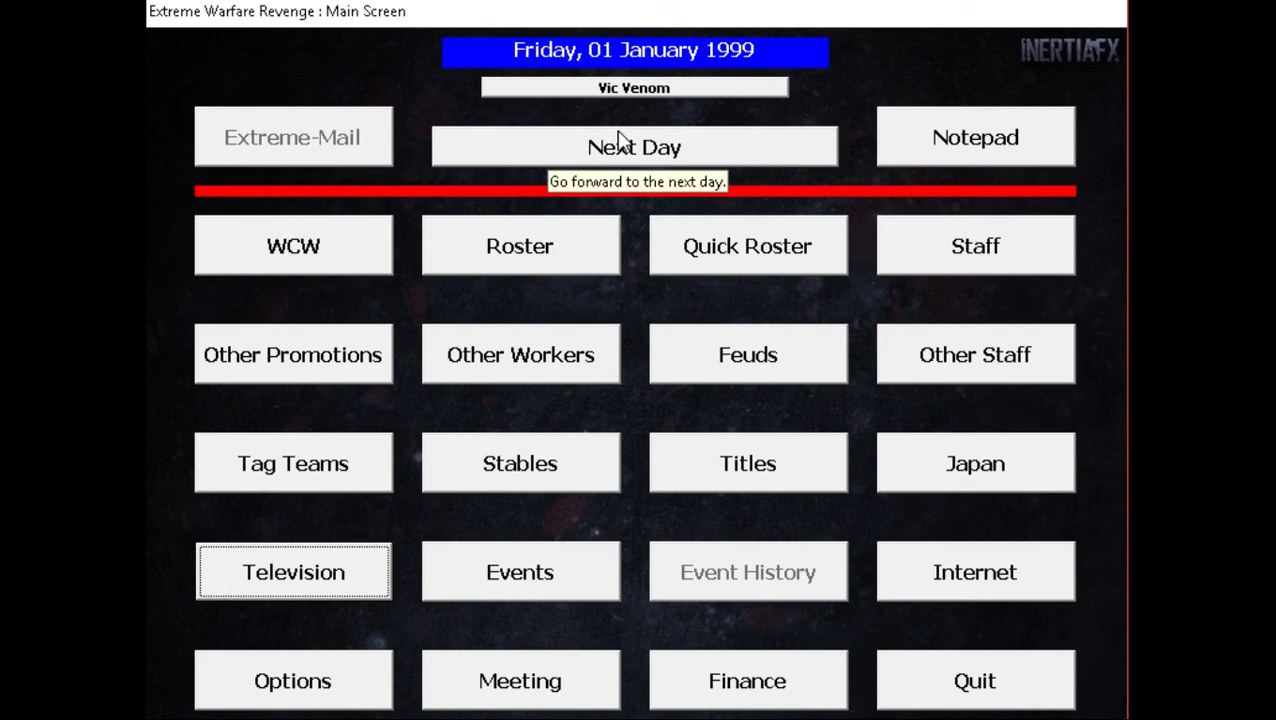 Extreme Warfare Revenge : Main Screen
Friday, 01 January 1999
INERTIAFX
Vic Venom
Extreme-Mail
Next Day
Notepad
Go forward to the next day.
WCW
Roster
Quick Roster
Staff
Other Promotions
Other Workers
Feuds
Other Staff
Tag Teams
Stables
Titles
Japan
Television
Events
Event History
Internet
Options
Meeting
Finance
Quit